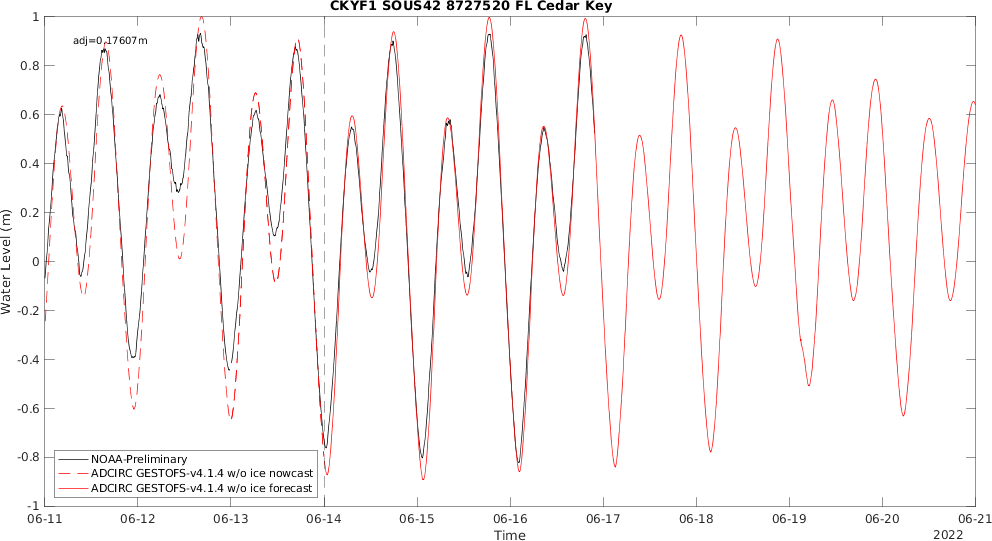 CKYF1 SOUS42 8727520 FL Cedar Key
adj=0.17607m
Water Level (m)
1
0.8
0.6
0.4
0.2
0
-0.2
-0.4
-0.6
-0.8
-1
NOAA-Preliminary
ADCIRC GESTOFS-v4.1.4 w/o ice nowcast
ADCIRC GESTOFS-v4.1.4 w/o ice forecast
06-11 06-12 06-13 06-14 06-15 06-16 06-17 06-18 06-19 06-20 06-21
Time
2022